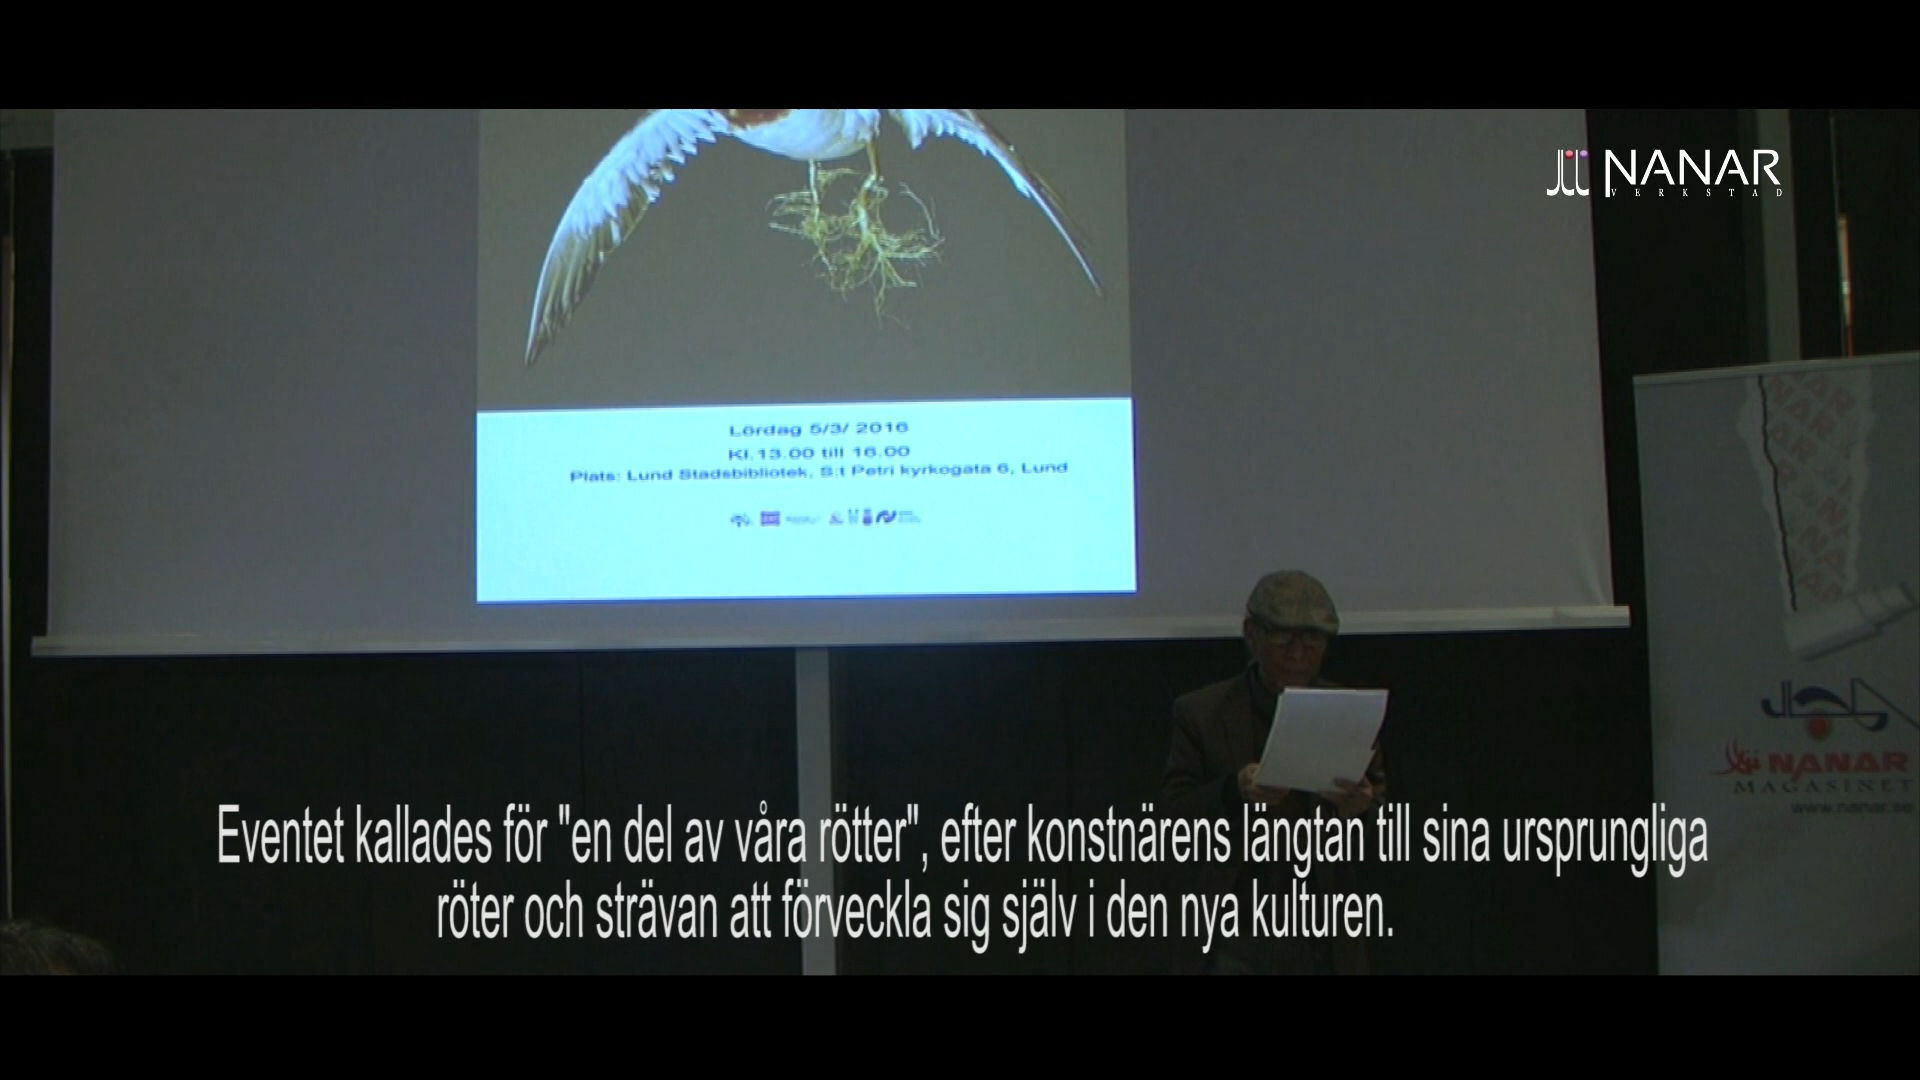 NANAR
VERKSTAD
Lördag 5/3/ 2016
Kl.13.00 till 16.00
Plats: Lund Stadsbibliotek, S:t Petri kyrkogata 6, Lund
NANAR
MAGASINET
www.nanar.se
Eventet kallades för "en del av våra rötter", efter konstnärens längtan till sina ursprungliga
röter och strävan att förveckla sig själv i den nya kulturen.